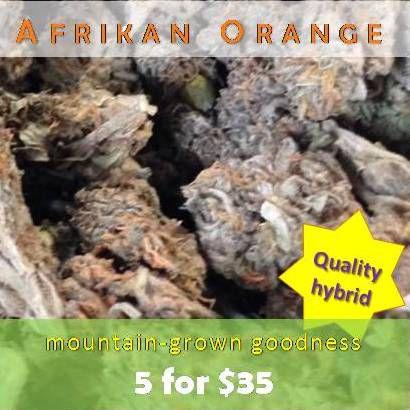 AFRIKAN ORANGE
Quality
hybrid
mountain-grown goodness
5 for $35